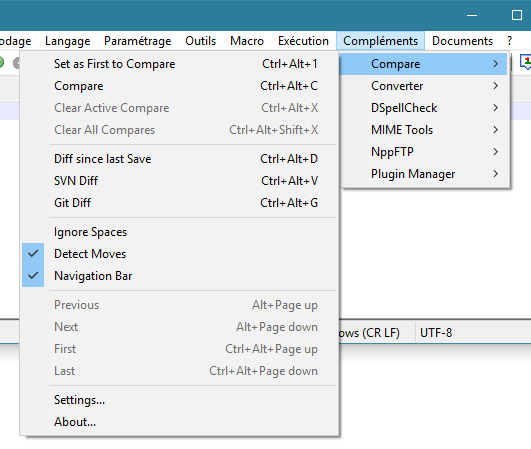 odage Langage Paramétrage Outils Macro Exécution Compléments Documents ?
Set as First to Compare Ctrl+Alt+1
Compare Ctrl+Alt+C
Clear Active Compare Ctrl+Alt+X
Clear All Compares Ctrl+Alt+Shift+X
Diff since last Save Ctrl+Alt+D
SVN Diff Ctrl+Alt+V
Git Diff Ctrl+Alt+G
Ignore Spaces
Detect Moves
Navigation Bar
Previous Alt+Page up
Next Alt+Page down
First Ctrl+Alt+Page up
Last Ctrl+Alt+Page down
Settings...
About...
Compare
Converter
DSpellCheck
MIME Tools
NppFTP
Plugin Manager
ows (CR LF) UTF-8